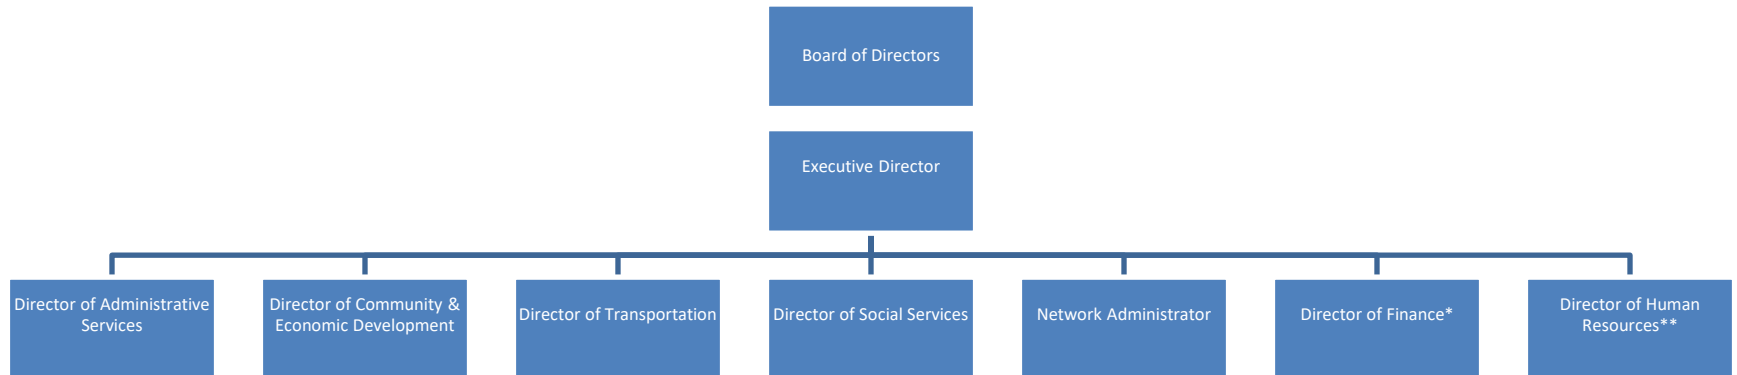 Board of Directors
Executive Director
Director of Administrative
Services
Director of Community &
Economic Development
Director of Transportation
Director of Social Services
Network Administrator
Director of Finance*
Director of Human
Resources**